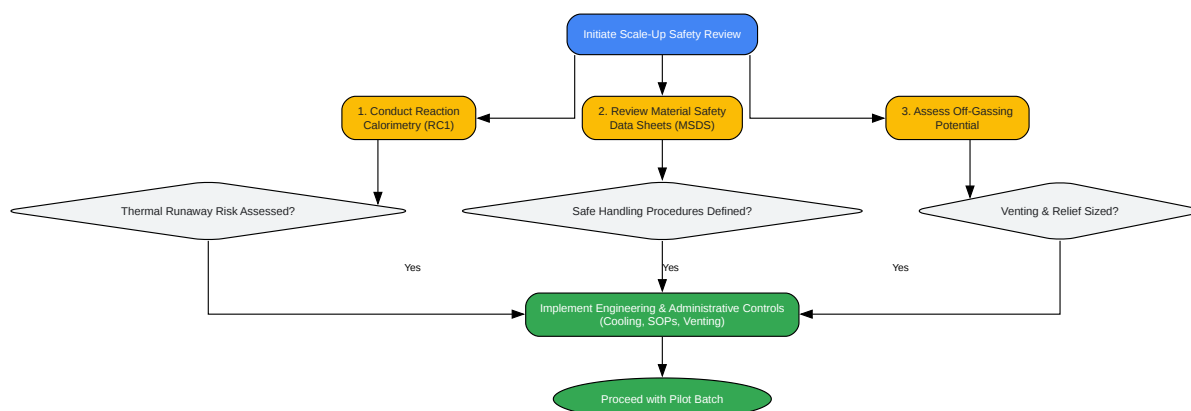 Initiate Scale-Up Safety Review
1. Conduct Reaction
Calorimetry (RC1)
2. Review Material Safety
Data Sheets (MSDS)
3. Assess Off-Gassing
Potential
Thermal Runaway Risk Assessed?
Safe Handling Procedures Defined?
Venting & Relief Sized?
Yes
Yes
Yes
Implement Engineering & Administrative Controls
(Cooling, SOPs, Venting)
Proceed with Pilot Batch